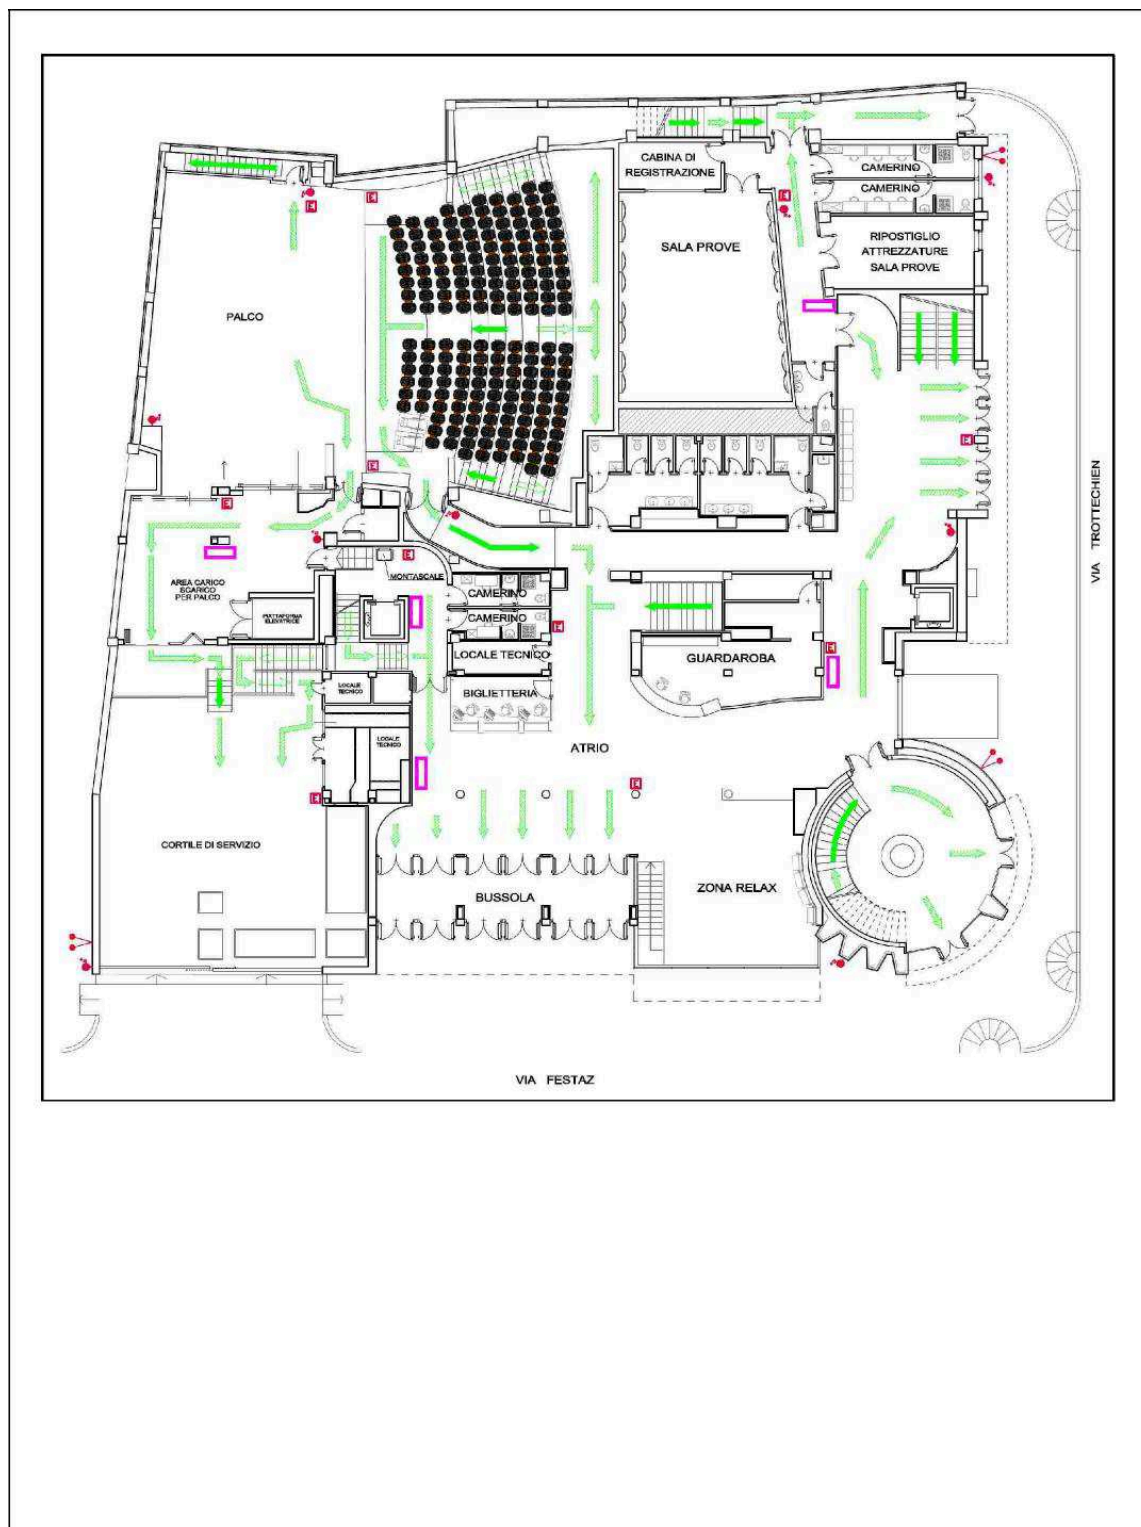 CABINA DI
REGISTRAZIONE
CAMERINO
CAMERINO
SALA PROVE
RIPOSTIGLIO
ATTREZZATURE
SALA PROVE
PALCO
VIA TROTTECHIEN
AREA CARICO
SCARICO
PER PALCO
PIATTAFORMA
ELEVATRICE
MONTASCALE
CAMERINO
CAMERINO
LOCALE TECNICO
GUARDAROBA
LOCALE
TECNICO
BIGLIETTERIA
LOCALE
TECNICO
ATRIO
CORTILE DI SERVIZIO
BUSSOLA
ZONA RELAX
VIA FESTAZ